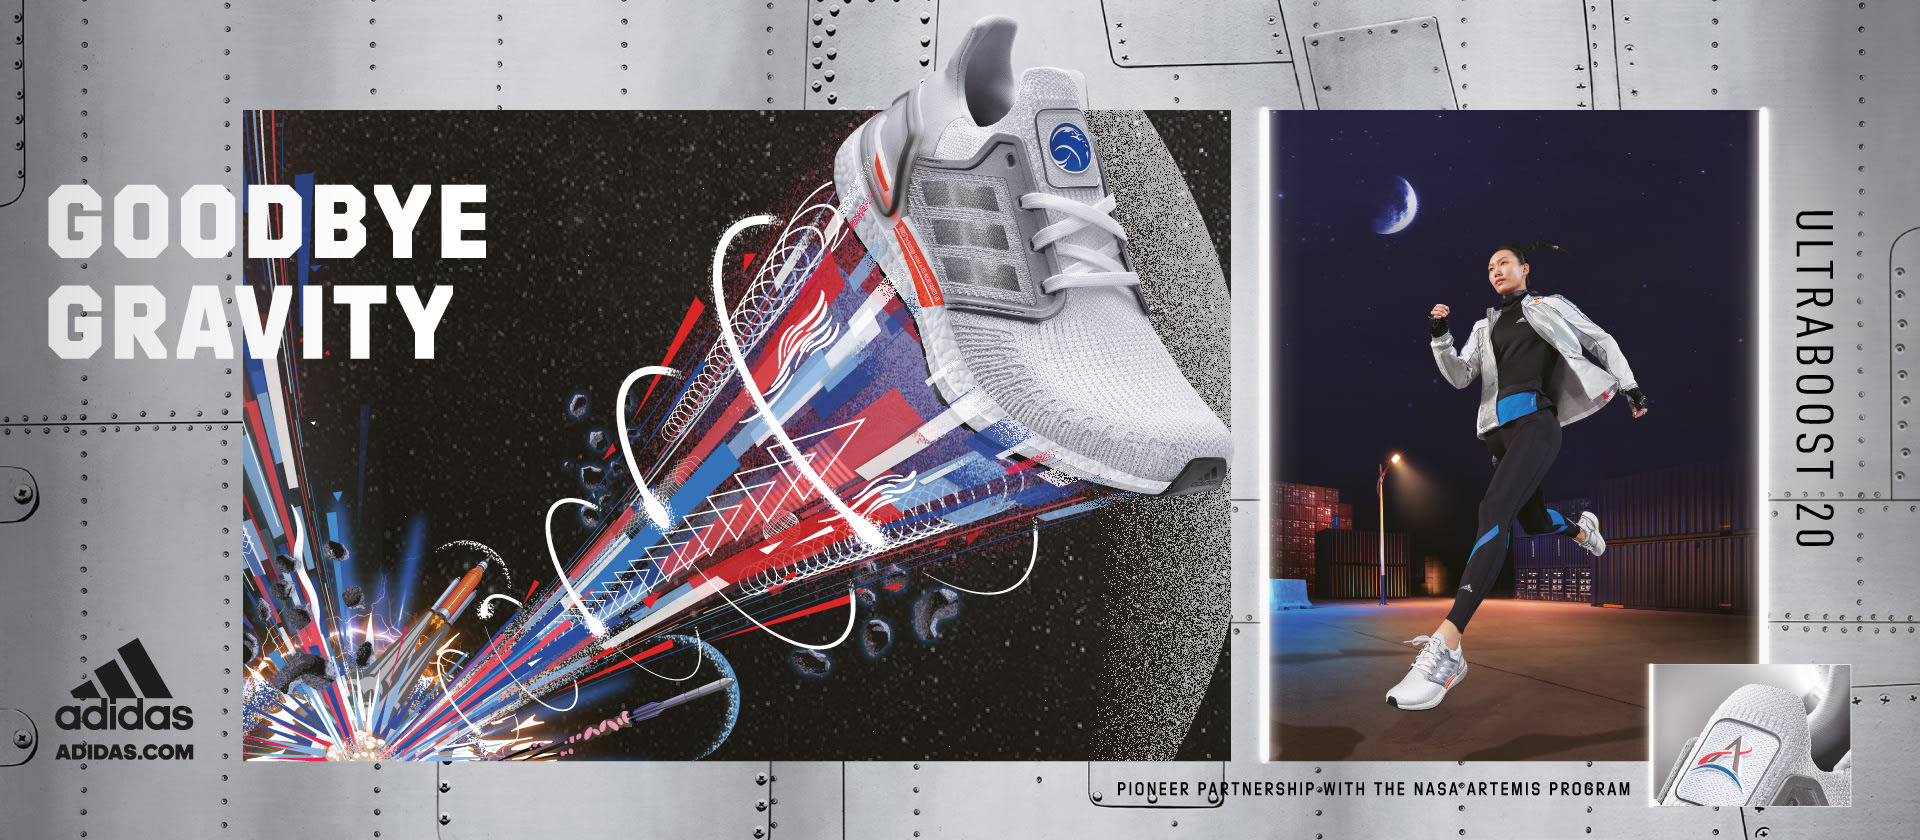 GOODBYE
GRAVITY
adidas
ADIDAS.COM
ULTRABOOST 20
PIONEER PARTNERSHIP WITH THE NASA ARTEMIS PROGRAM